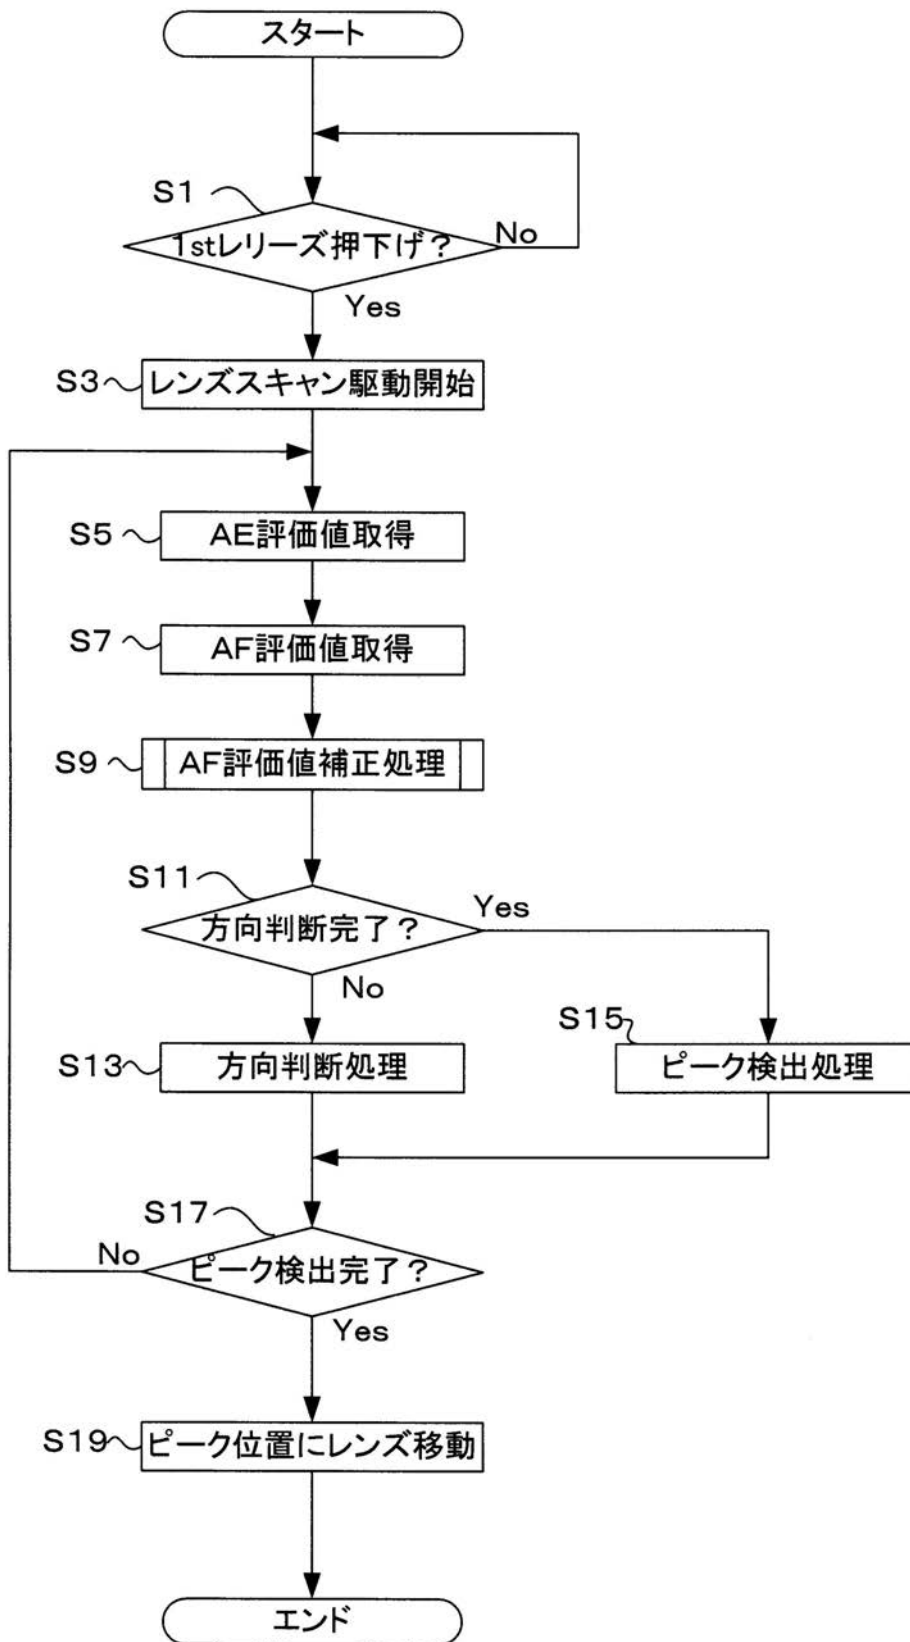 スタート
S1
1stレリーズ押下げ？
No
Yes
S3
レンズスキャン駆動開始
S5
AE評価値取得
S7
AF評価値取得
S9
AF評価値補正処理
S11
方向判断完了？
Yes
No
S13
方向判断処理
S15
ピーク検出処理
S17
No
ピーク検出完了？
Yes
S19
ピーク位置にレンズ移動
エンド